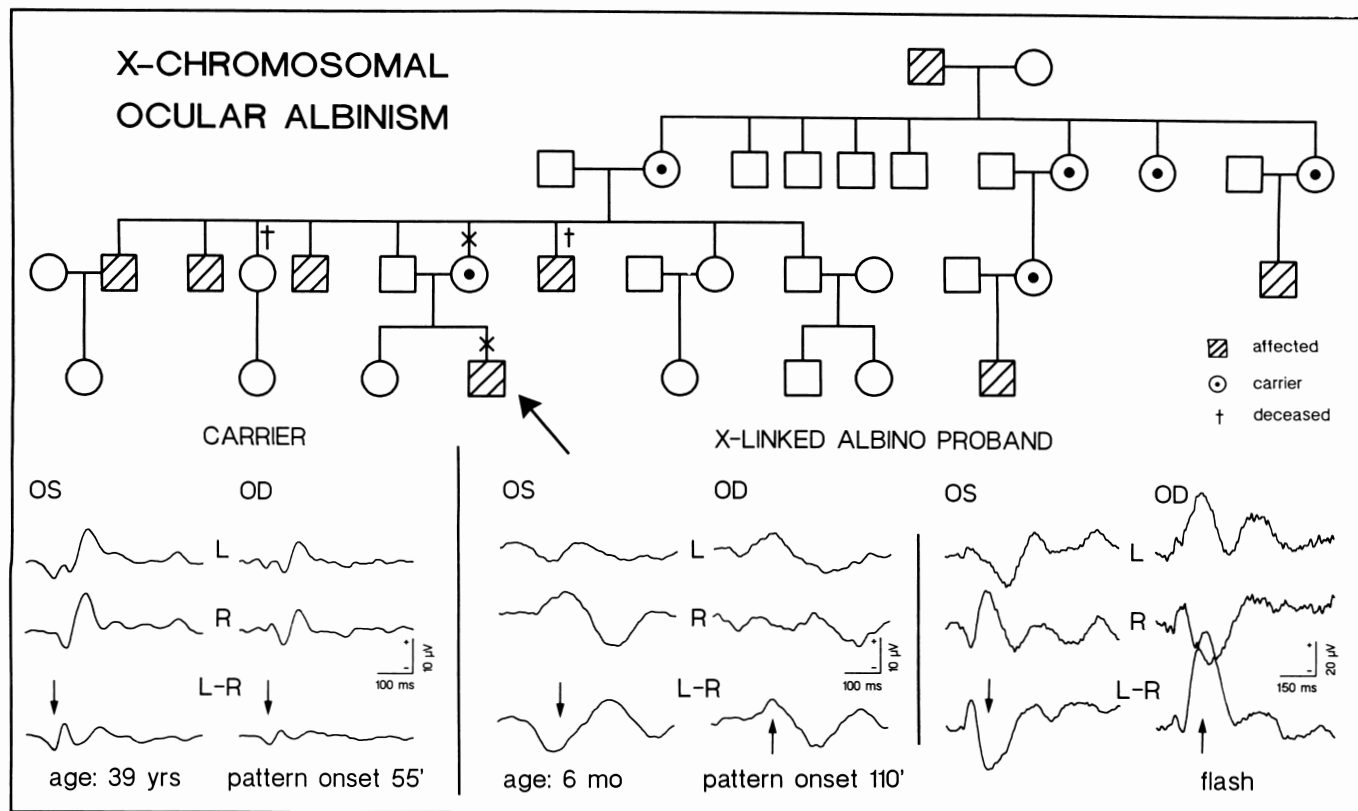 X-CHROMOSOMAL
OCULAR ALBINISM
†
†
affected
carrier
† deceased
CARRIER
X-LINKED ALBINO PROBAND
OS OD
OS OD
OS OD
L
L
L
R
R
R
+
-
10 µV
100 ms
+
-
10 µV
100 ms
+
-
20 µV
150 ms
L-R
L-R
L-R
age: 39 yrs pattern onset 55'
age: 6 mo pattern onset 110'
flash